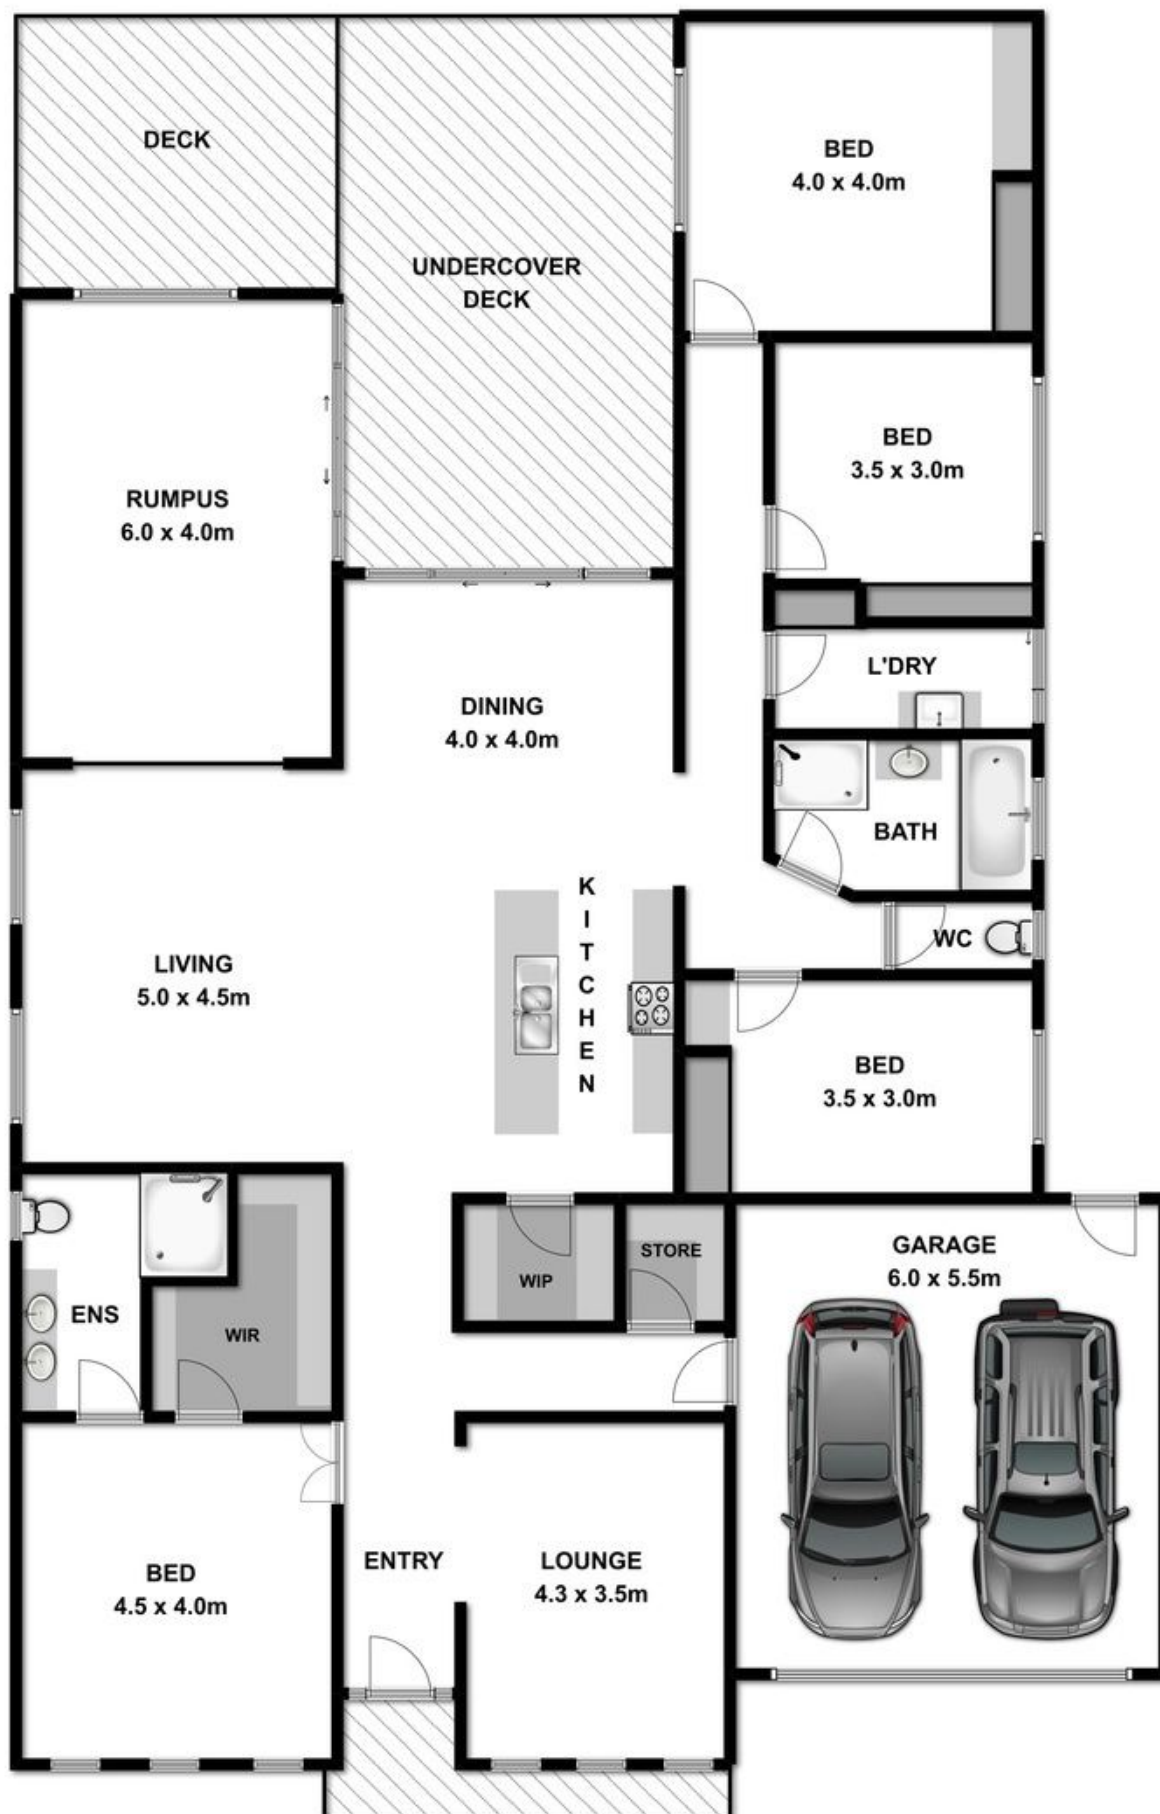 DECK
UNDERCOVER
DECK
BED
4.0 x 4.0m
BED
3.5 x 3.0m
RUMPUS
6.0 x 4.0m
L'DRY
DINING
4.0 x 4.0m
BATH
KITCHEN
WC
LIVING
5.0 x 4.5m
BED
3.5 x 3.0m
GARAGE
6.0 x 5.5m
STORE
WIP
ENS
WIR
ENTRY
LOUNGE
4.3 x 3.5m
BED
4.5 x 4.0m